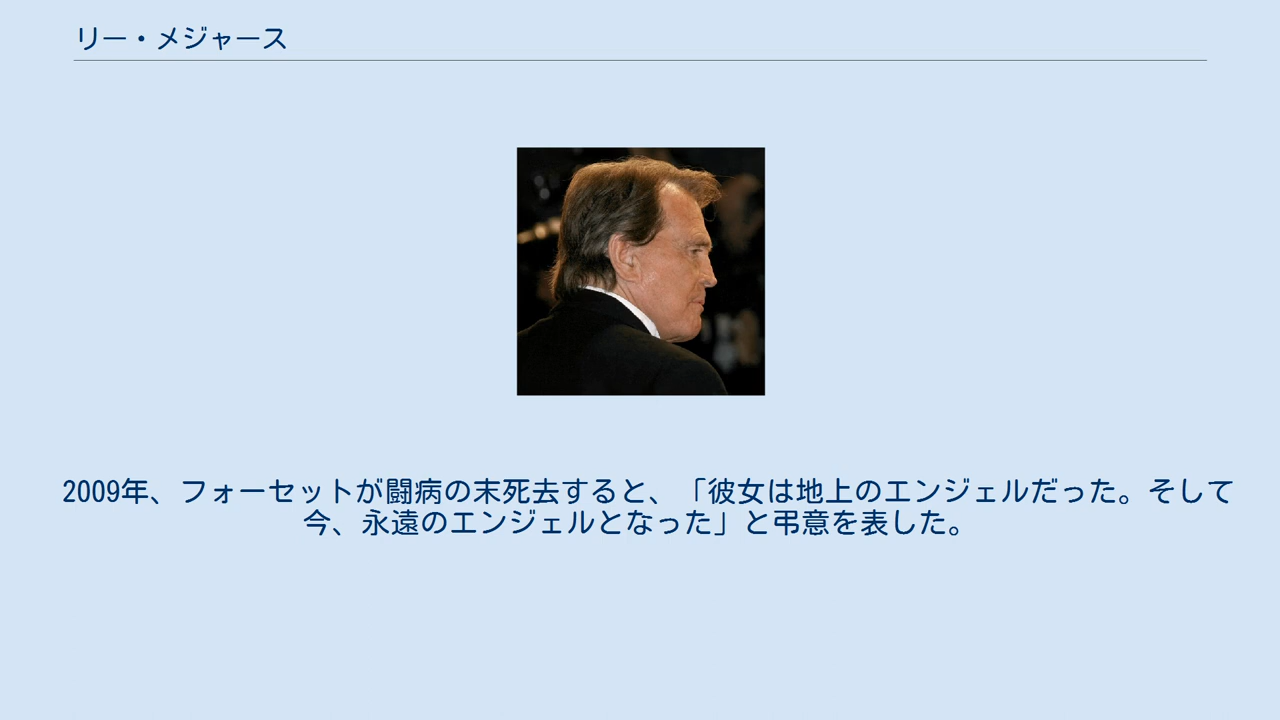 リー・メジャース
2009年、フォーセットが闘病の末死去すると、「彼女は地上のエンジェルだった。そして
今、永遠のエンジェルとなった」と弔意を表した。